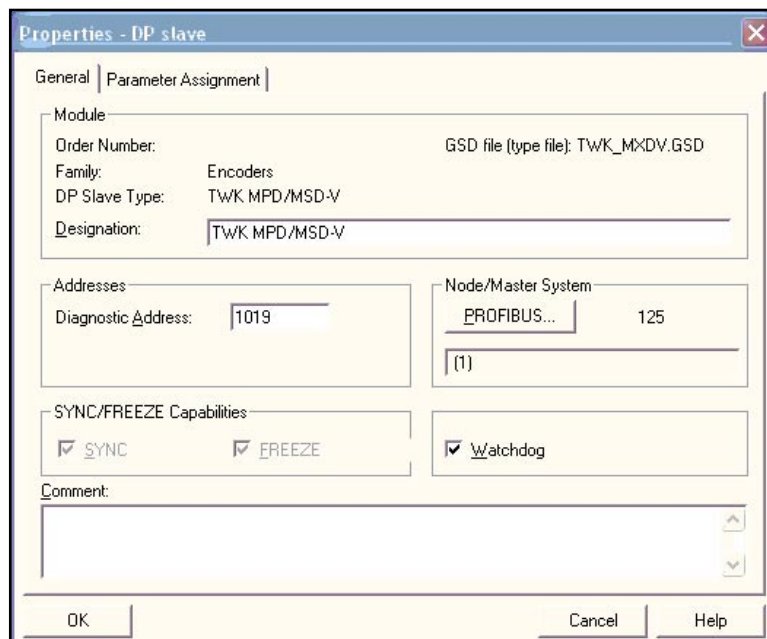 Properties - DP slave
General
Parameter Assignment
Module
Order Number:
GSD file (type file): TWK_MXDV.GSD
Family:
Encoders
DP Slave Type:
TWK MPD/MSD-V
Designation:
TWK MPD/MSD-V
Addresses
Diagnostic Address:
1019
Node/Master System
PROFIBUS...
125
(1)
SYNC/FREEZE Capabilities
SYNC
FREEZE
Watchdog
Comment:
OK
Cancel
Help